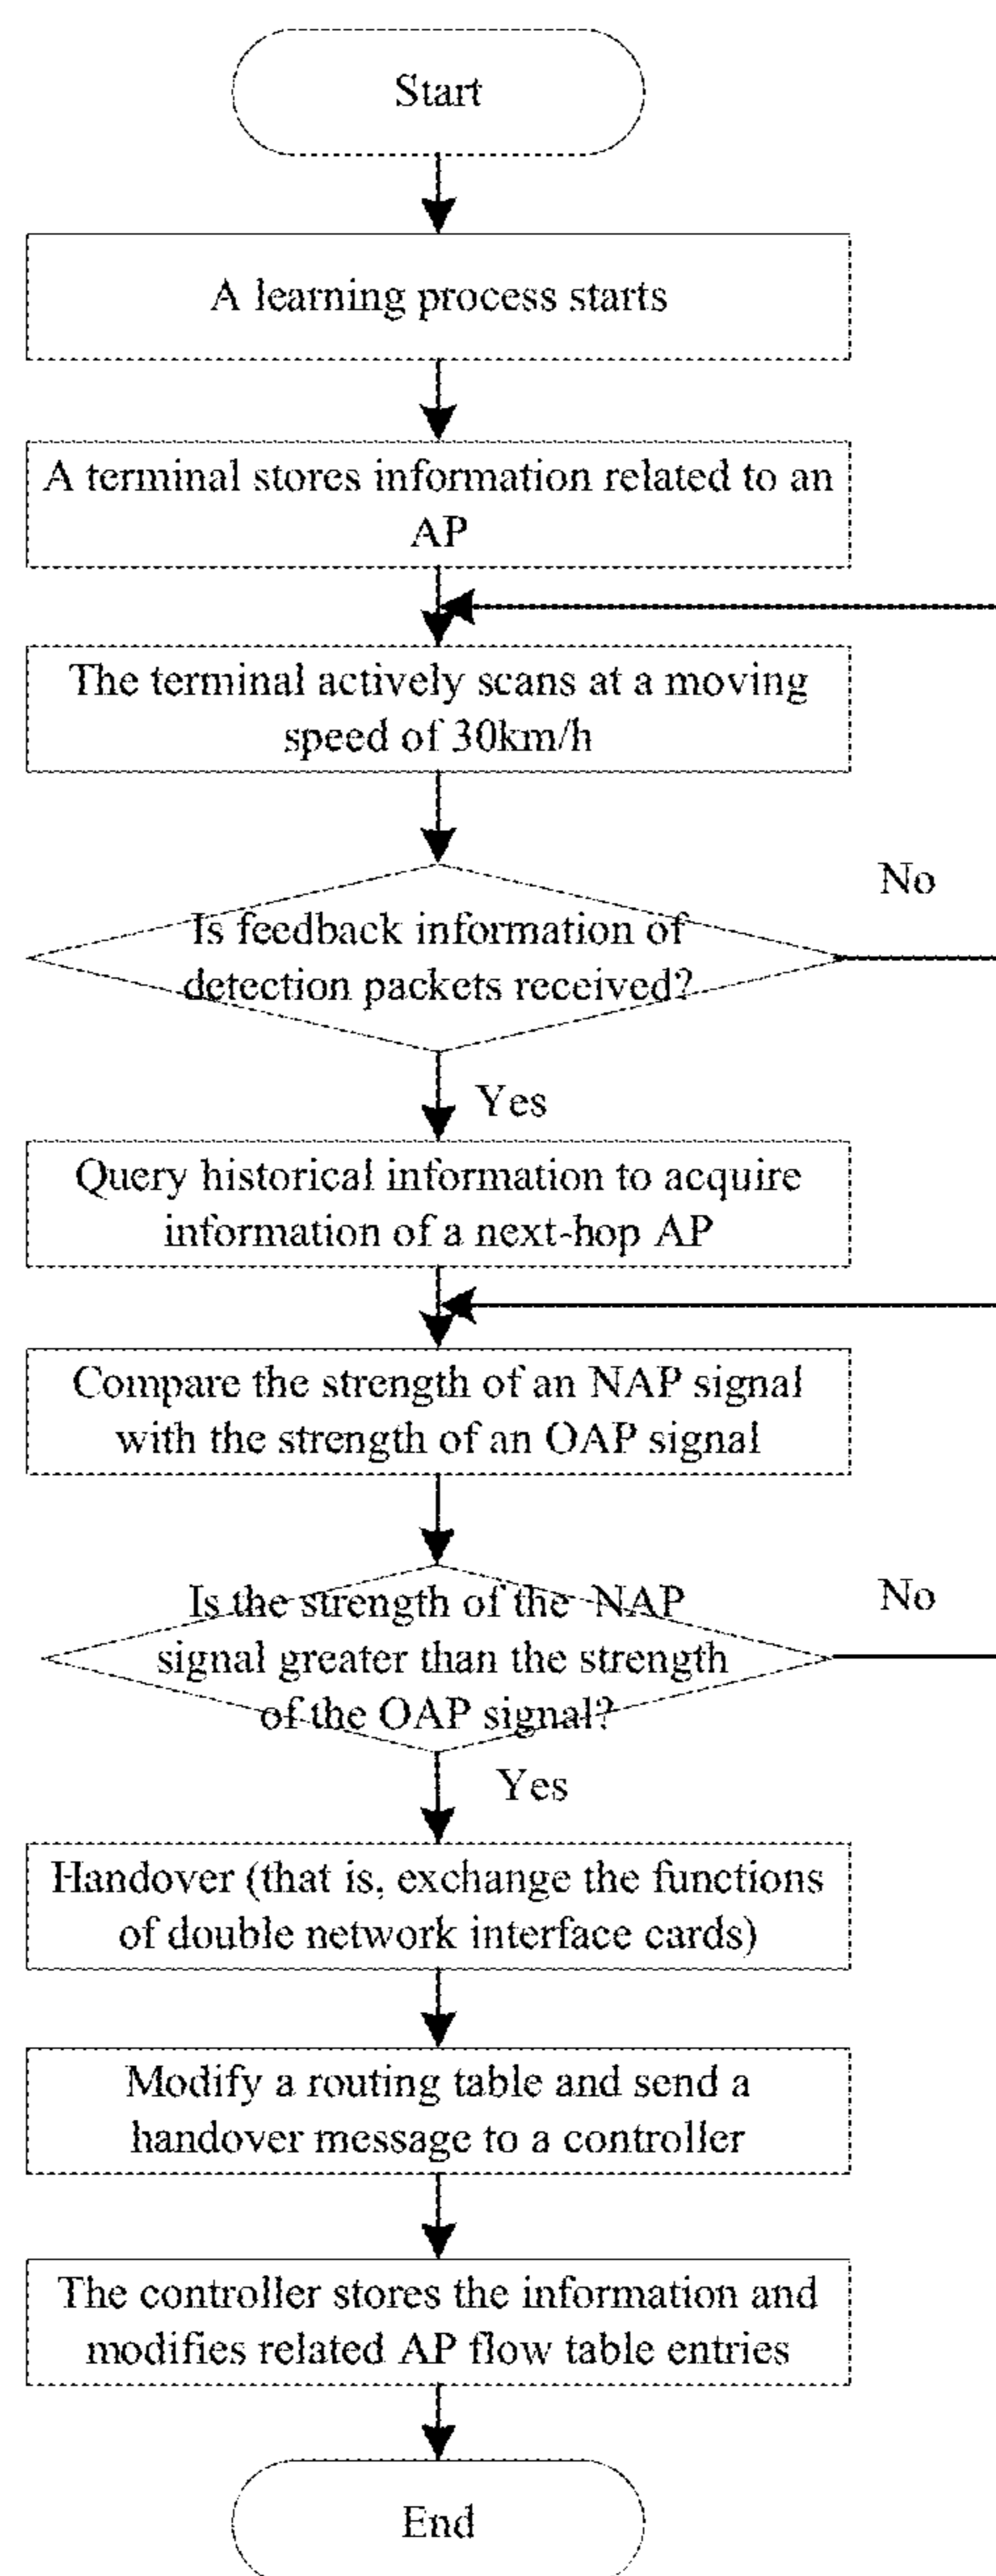 Start
A learning process starts
A terminal stores information related to an
AP
The terminal actively scans at a moving
speed of 30km/h
No
Is feedback information of
detection packets received?
Yes
Query historical information to acquire
information of a next-hop AP
Compare the strength of an NAP signal
with the strength of an OAP signal
No
Is the strength of the NAP
signal greater than the strength
of the OAP signal?
Yes
Handover (that is, exchange the functions
of double network interface cards)
Modify a routing table and send a
handover message to a controller
The controller stores the information and
modifies related AP flow table entries
End